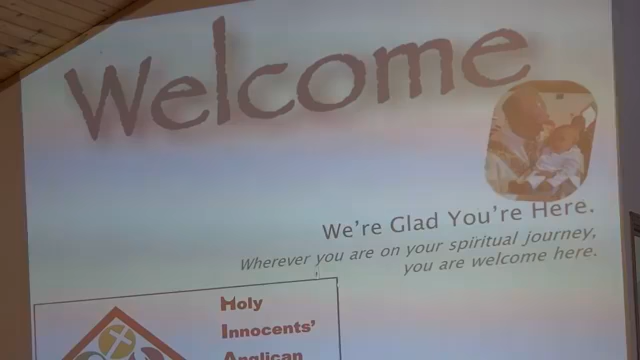 Welcome
We're Glad You're Here.
Wherever you are on your spiritual journey,
you are welcome here.
Holy
Innocents'
Anglican